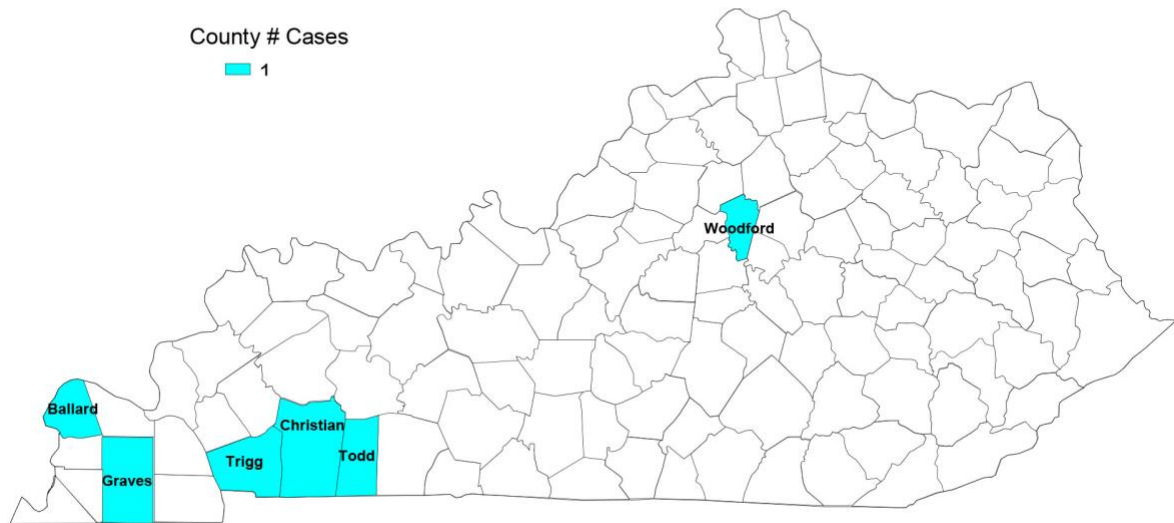 County # Cases
1
Woodford
Ballard
Christian
Trigg
Todd
Graves